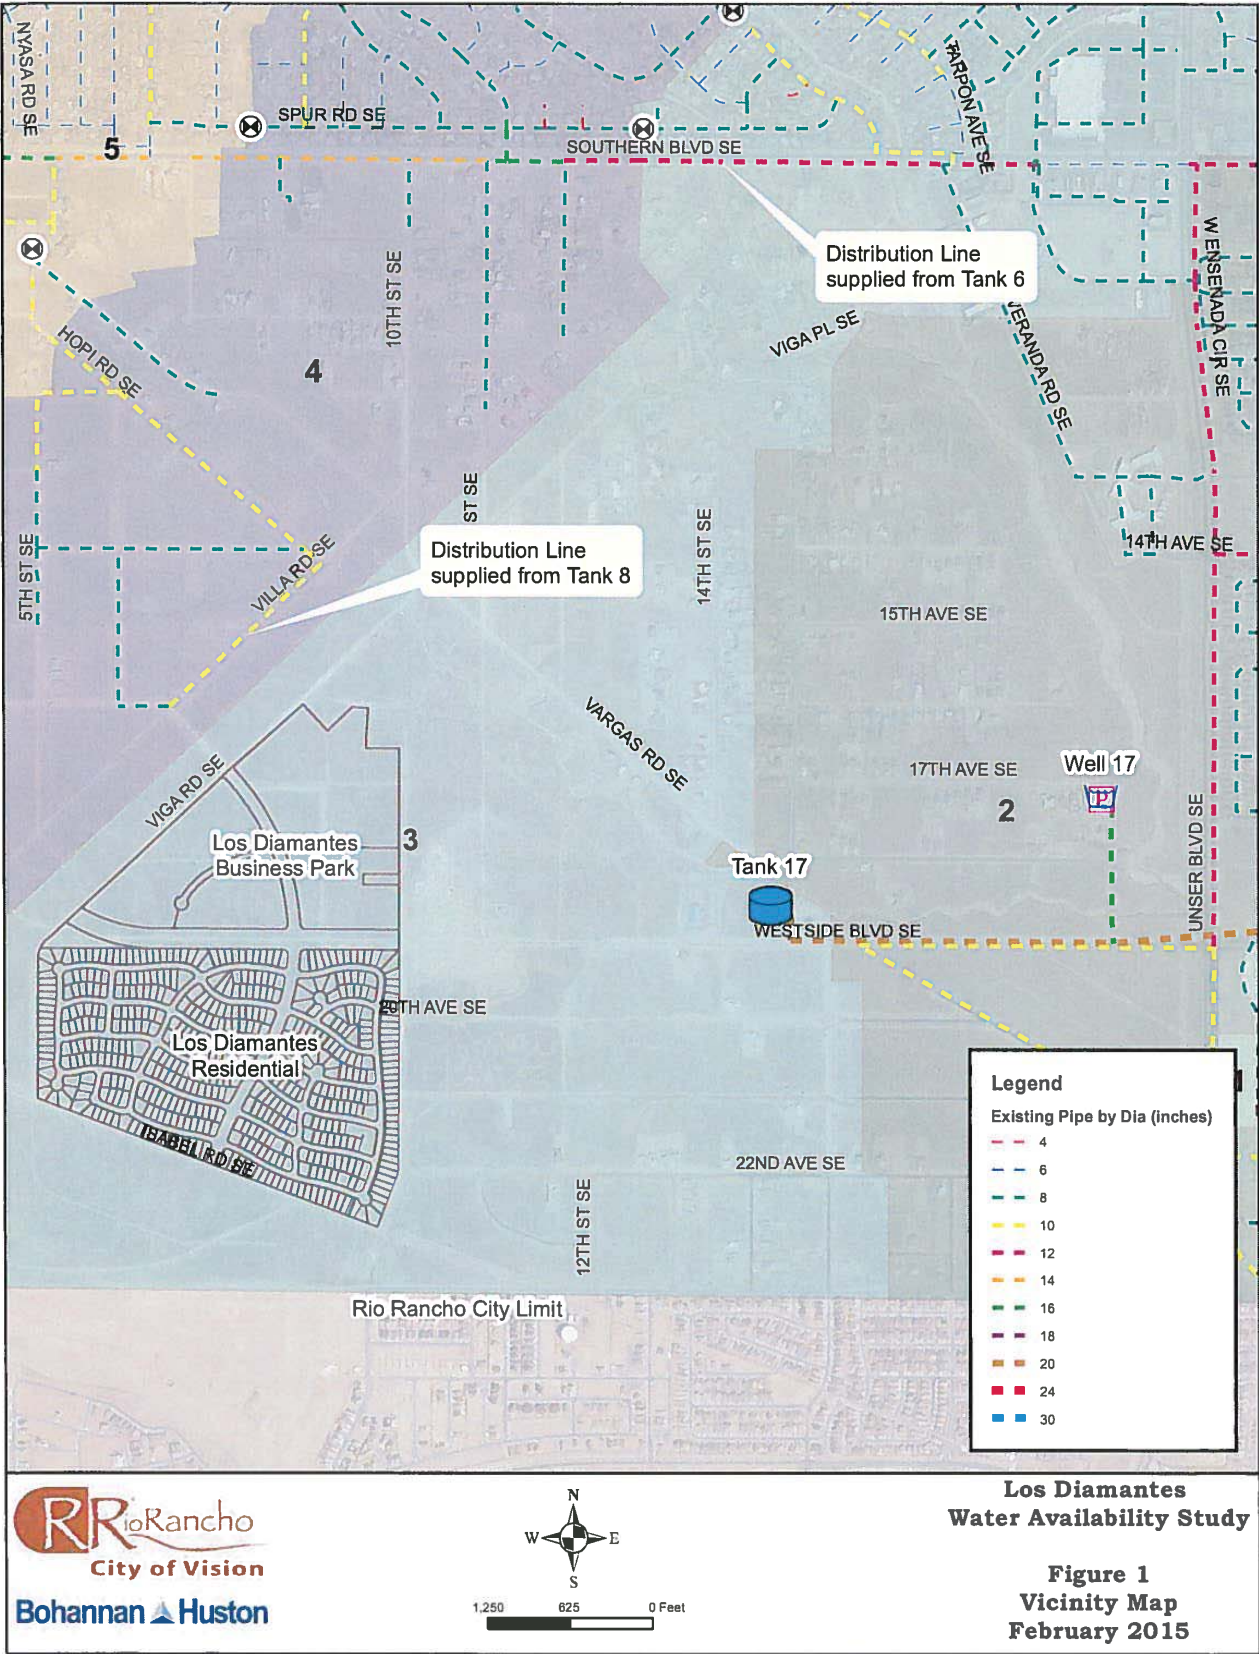 NYASA RD SE
SPUR RD SE
5
SOUTHERN BLVD SE
TARPON AVE SE
W ENSENADA CIR SE
Distribution Line
supplied from Tank 6
10TH ST SE
HOPI RD SE
4
VIGA PL SE
VERANDA RD SE
ST SE
14TH ST SE
14TH AVE SE
5TH ST SE
VILLA RD SE
Distribution Line
supplied from Tank 8
15TH AVE SE
VARGAS RD SE
17TH AVE SE
Well 17
P
2
UNSER BLVD SE
VIGA RD SE
Los Diamantes
Business Park
3
Tank 17
WESTSIDE BLVD SE
20TH AVE SE
Los Diamantes
Residential
ISABEL RD SE
22ND AVE SE
12TH ST SE
Rio Rancho City Limit
Legend
Existing Pipe by Dia (inches)
4
6
8
10
12
14
16
18
20
24
30
RRioRancho
City of Vision
Bohannan Huston
N
W E
S
1,250 625 0 Feet
Los Diamantes
Water Availability Study
Figure 1
Vicinity Map
February 2015